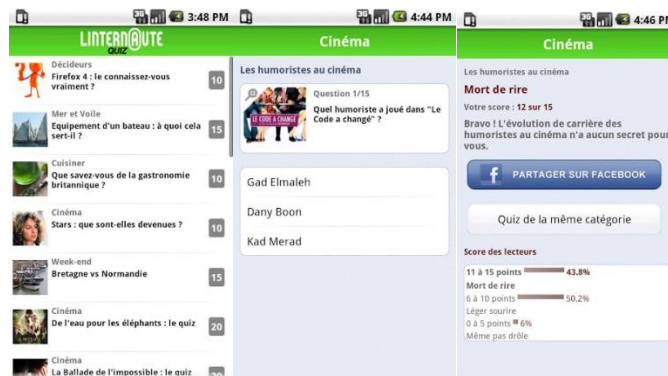 3:48 PM
LINTERN@UTE
QUIZ
Décideurs
Firefox 4 : le connaissez-vous
vraiment ?
10
Mer et Voile
Equipement d'un bateau : à quoi cela
sert-il ?
15
Cuisiner
Que savez-vous de la gastronomie
britannique ?
10
Cinéma
Stars : que sont-elles devenues ?
10
Week-end
Bretagne vs Normandie
15
Cinéma
De l'eau pour les éléphants : le quiz
20
Cinéma
La Ballade de l'impossible : le quiz
20
4:44 PM
Cinéma
Les humoristes au cinéma
Question 1/15
Quel humoriste a joué dans "Le
Code a changé" ?
LE CODE A CHANGÉ
Gad Elmaleh
Dany Boon
Kad Merad
4:46 PM
Cinéma
Les humoristes au cinéma
Mort de rire
Votre score : 12 sur 15
Bravo ! L'évolution de carrière des
humoristes au cinéma n'a aucun secret pour
vous.
f PARTAGER SUR FACEBOOK
Quiz de la même catégorie
Score des lecteurs
11 à 15 points 43.8%
Mort de rire
6 à 10 points 50.2%
Léger sourire
0 à 5 points 6%
Même pas drôle